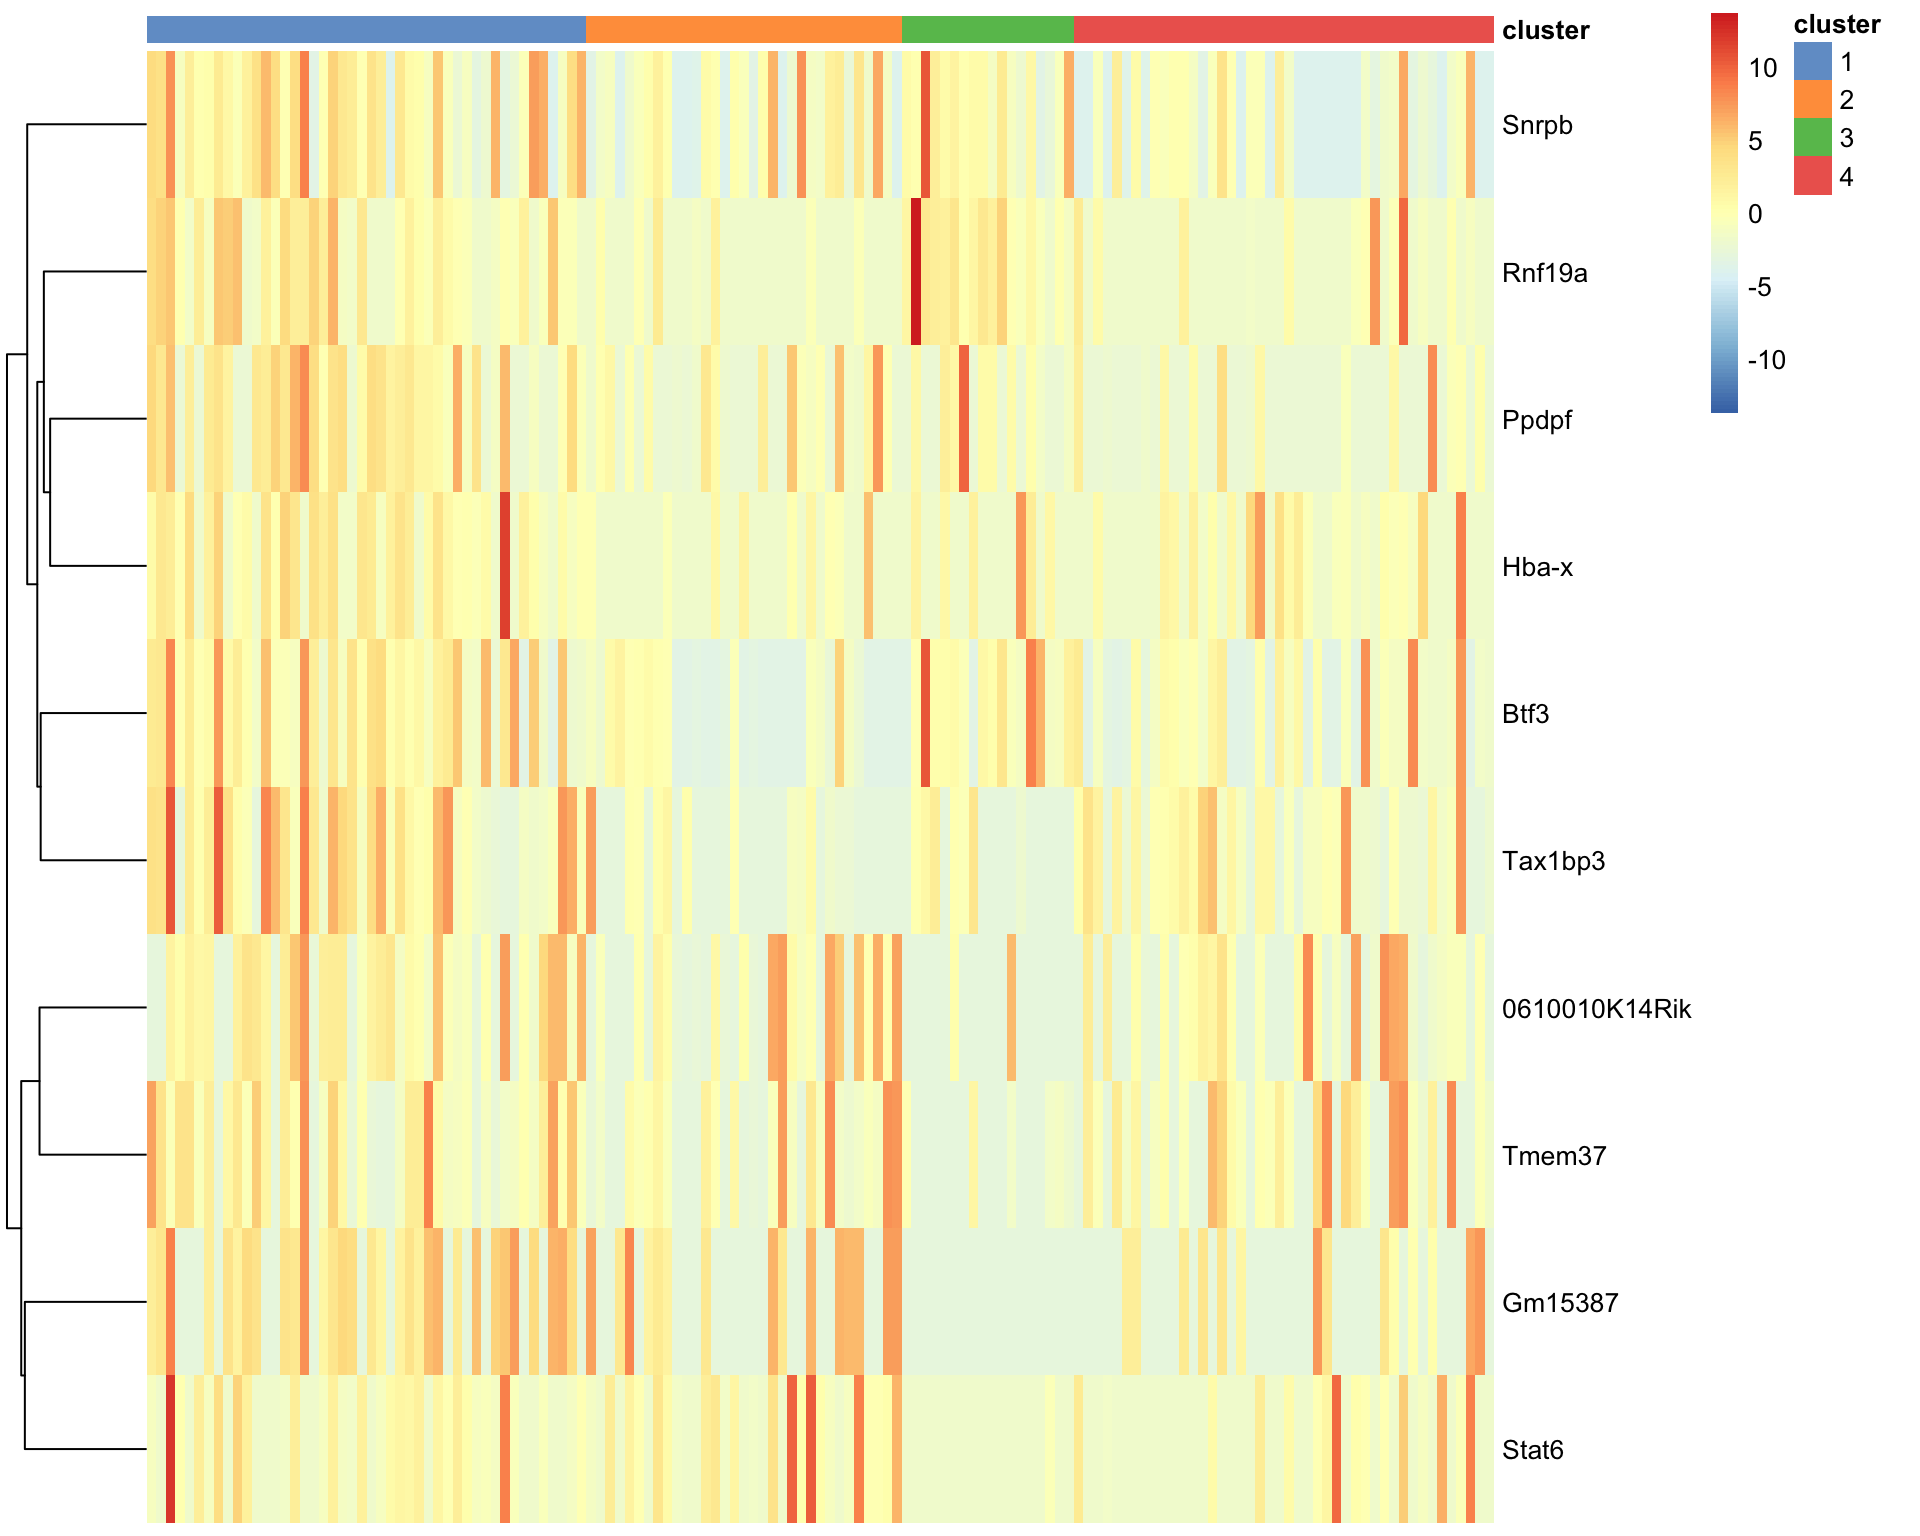 cluster
Snrpb
Rnf19a
Ppdpf
Hba-x
Btf3
Tax1bp3
0610010K14Rik
Tmem37
Gm15387
Stat6
10
5
0
-5
-10
cluster
1
2
3
4